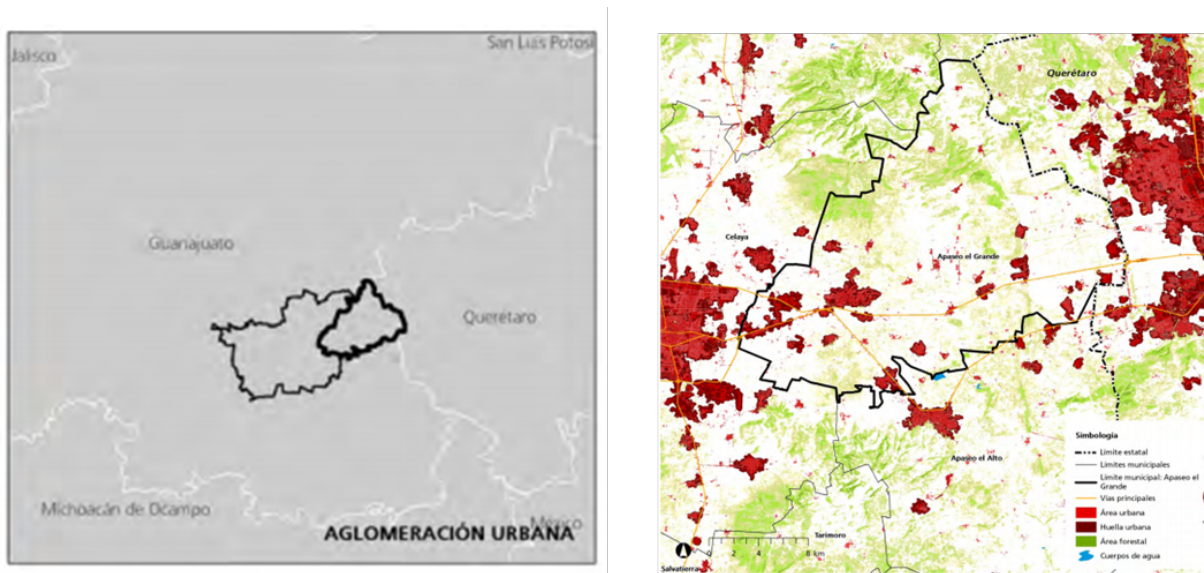 Jalisco
San Luis Potosí
Guanajuato
Querétaro
Michoacán de Ocampo
México
AGLOMERACIÓN URBANA
Querétaro
Celaya
Apaseo el Grande
Apaseo el Alto
Tarimoro
Salvatierra
0 2 4 8 km
Simbología
Límite estatal
Límites municipales
Límite municipal: Apaseo el
Grande
Vías principales
Área urbana
Huella urbana
Área forestal
Cuerpos de agua